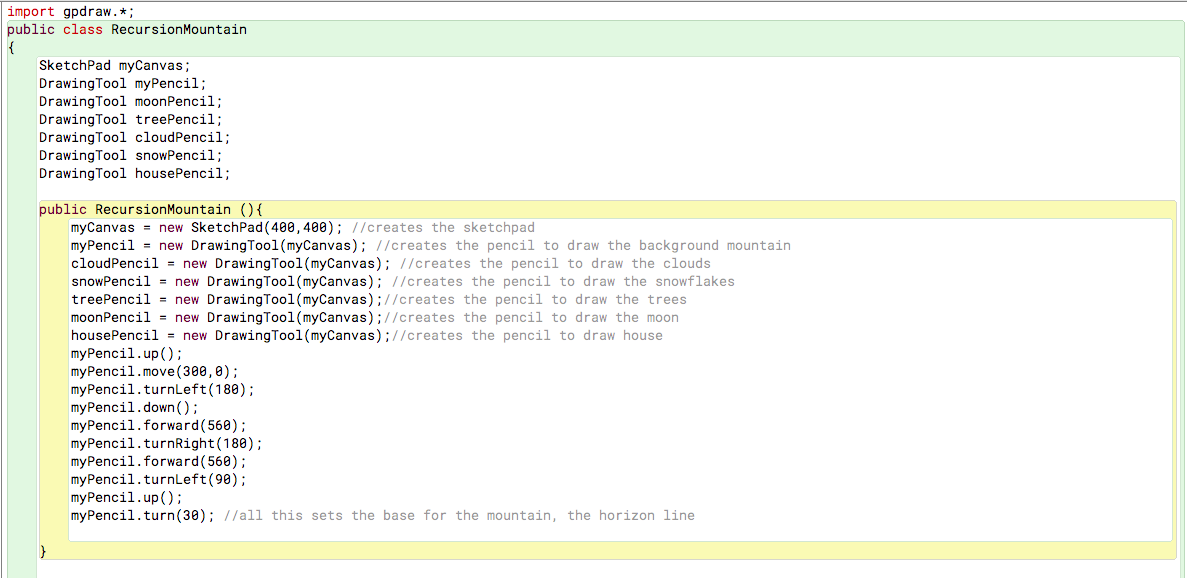 import gpdraw.*;
public class RecursionMountain
{
SketchPad myCanvas;
DrawingTool myPencil;
DrawingTool moonPencil;
DrawingTool treePencil;
DrawingTool cloudPencil;
DrawingTool snowPencil;
DrawingTool housePencil;
public RecursionMountain (){
myCanvas = new SketchPad(400,400); //creates the sketchpad
myPencil = new DrawingTool(myCanvas); //creates the pencil to draw the background mountain
cloudPencil = new DrawingTool(myCanvas); //creates the pencil to draw the clouds
snowPencil = new DrawingTool(myCanvas); //creates the pencil to draw the snowflakes
treePencil = new DrawingTool(myCanvas);//creates the pencil to draw the trees
moonPencil = new DrawingTool(myCanvas);//creates the pencil to draw the moon
housePencil = new DrawingTool(myCanvas);//creates the pencil to draw house
myPencil.up();
myPencil.move(300,0);
myPencil.turnLeft(180);
myPencil.down();
myPencil.forward(560);
myPencil.turnRight(180);
myPencil.forward(560);
myPencil.turnLeft(90);
myPencil.up();
myPencil.turn(30); //all this sets the base for the mountain, the horizon line
}